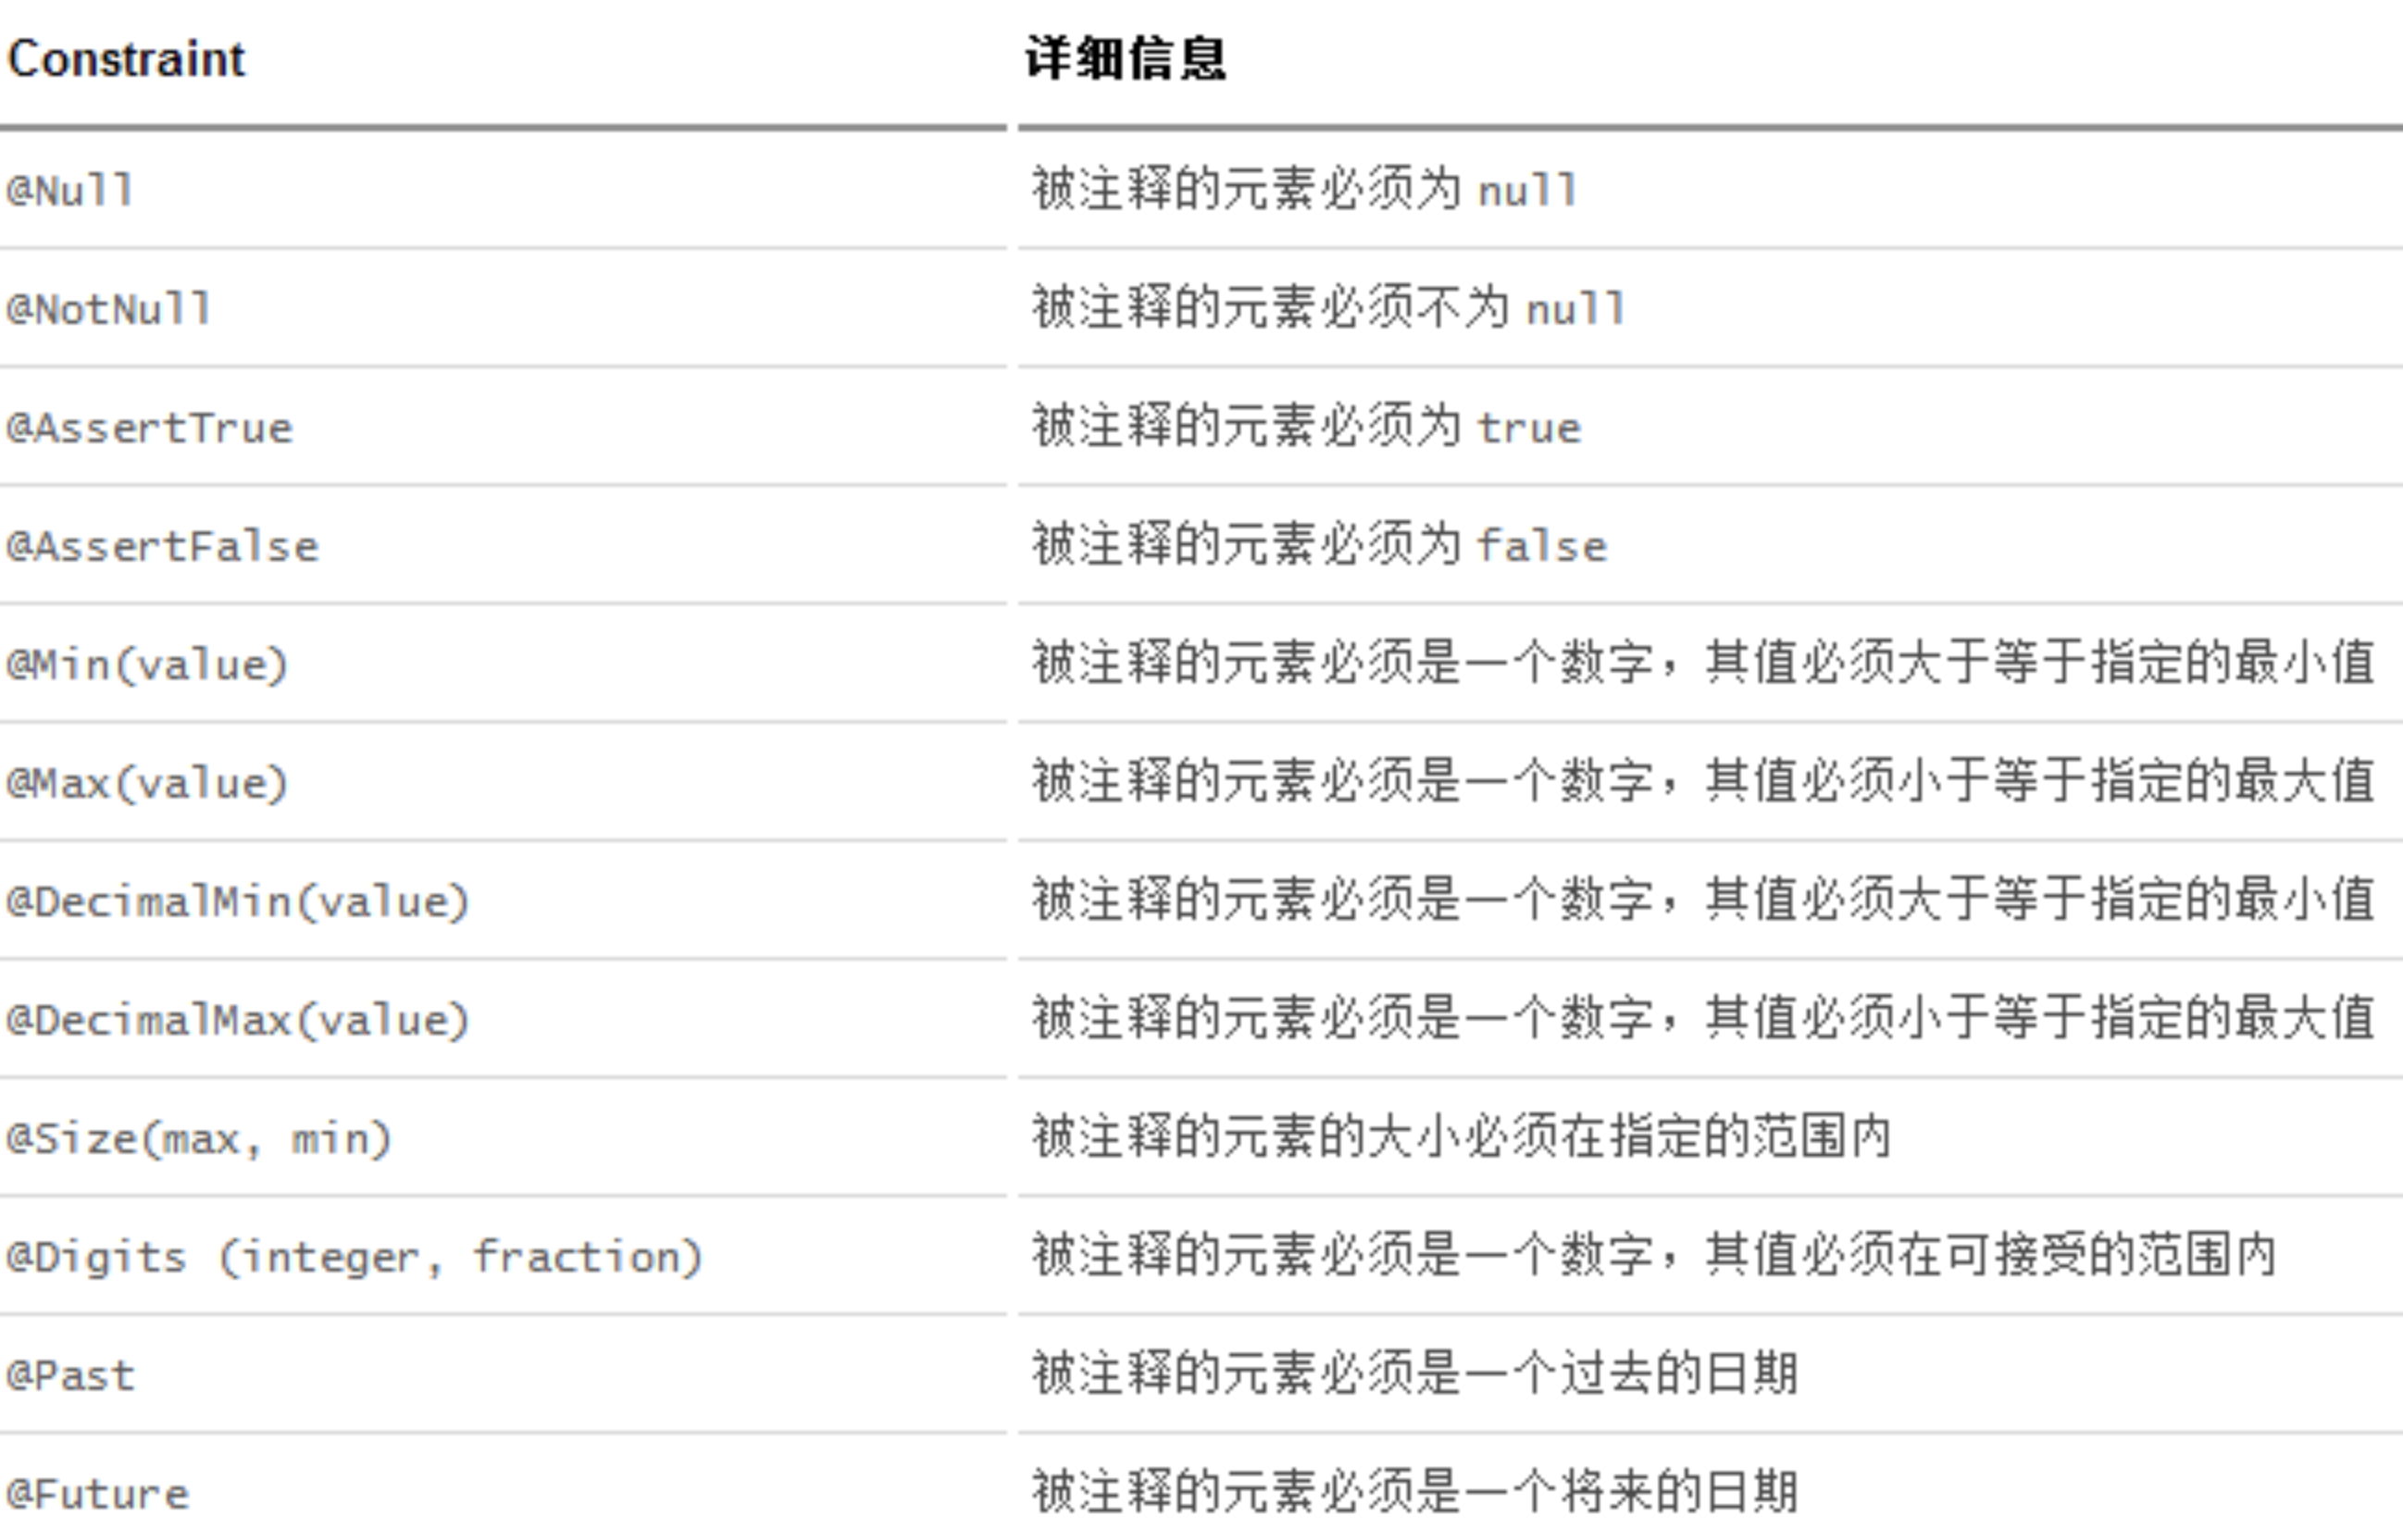 Constraint 详细信息
@Null 被注释的元素必须为 null
@NotNull 被注释的元素必须不为 null
@AssertTrue 被注释的元素必须为 true
@AssertFalse 被注释的元素必须为 false
@Min(value) 被注释的元素必须是一个数字，其值必须大于等于指定的最小值
@Max(value) 被注释的元素必须是一个数字，其值必须小于等于指定的最大值
@DecimalMin(value) 被注释的元素必须是一个数字，其值必须大于等于指定的最小值
@DecimalMax(value) 被注释的元素必须是一个数字，其值必须小于等于指定的最大值
@Size(max, min) 被注释的元素的大小必须在指定的范围内
@Digits (integer, fraction) 被注释的元素必须是一个数字，其值必须在可接受的范围内
@Past 被注释的元素必须是一个过去的日期
@Future 被注释的元素必须是一个将来的日期